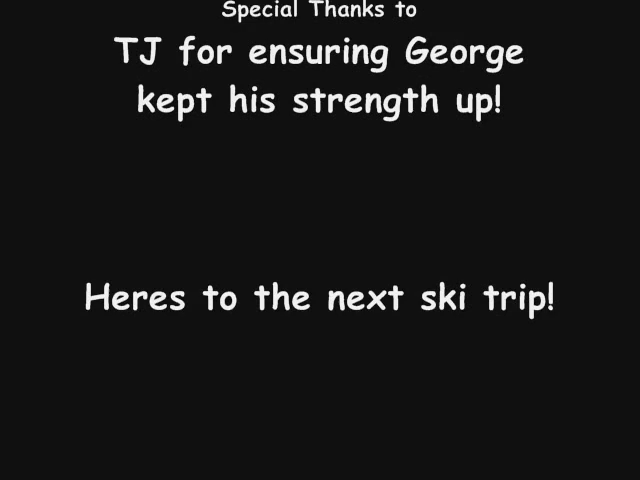 Special Thanks to
TJ for ensuring George
kept his strength up!
Heres to the next ski trip!